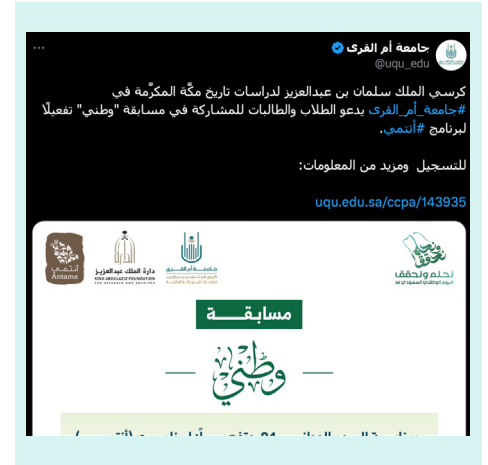 جامعة أم القرى
@uqu_edu
كرسي الملك سلمان بن عبدالعزيز لدراسات تاريخ مكَّة المكرَّمة في
#جامعة_أم_القرى يدعو الطلاب والطالبات للمشاركة في مسابقة "وطني" تفعيلًا
لبرنامج #أنتمي.
للتسجيل ومزيد من المعلومات:
uqu.edu.sa/ccpa/143935
نحلم ونحقق
اليوم الوطني السعودي
جامعة أم القرى
دارة الملك عبدالعزيز
KING ABDULAZIZ FOUNDATION
FOR RESEARCH AND ARCHIVES
أنتمي
Antame
مسابقة
وطني